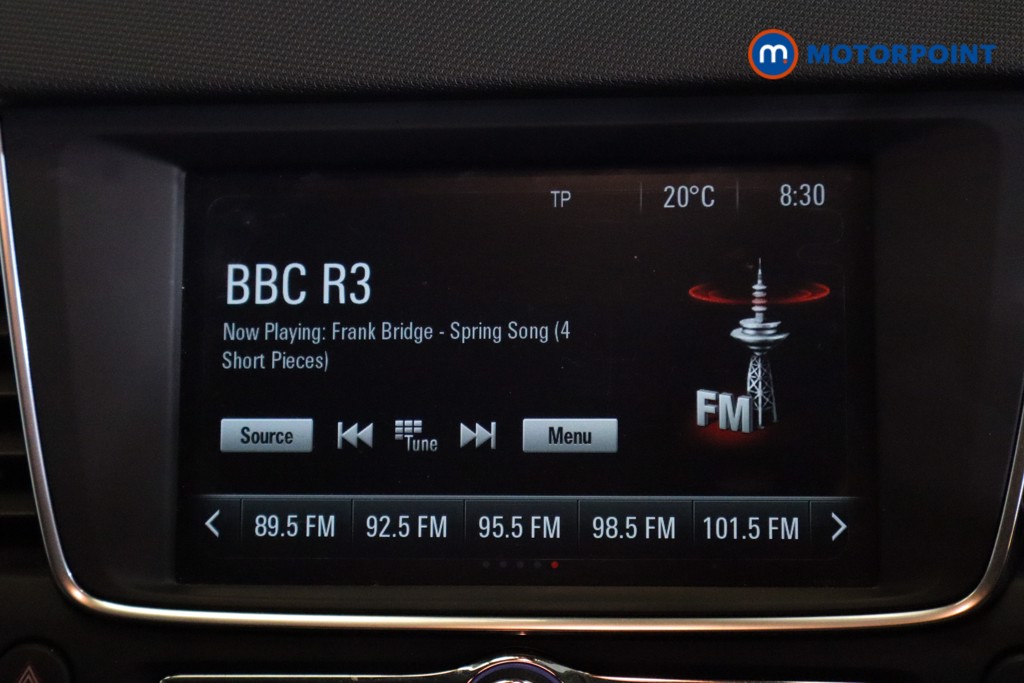 m MOTORPOINT
TP 20°C 8:30
BBC R3
Now Playing: Frank Bridge - Spring Song (4
Short Pieces)
FM
Source Tune Menu
89.5 FM 92.5 FM 95.5 FM 98.5 FM 101.5 FM